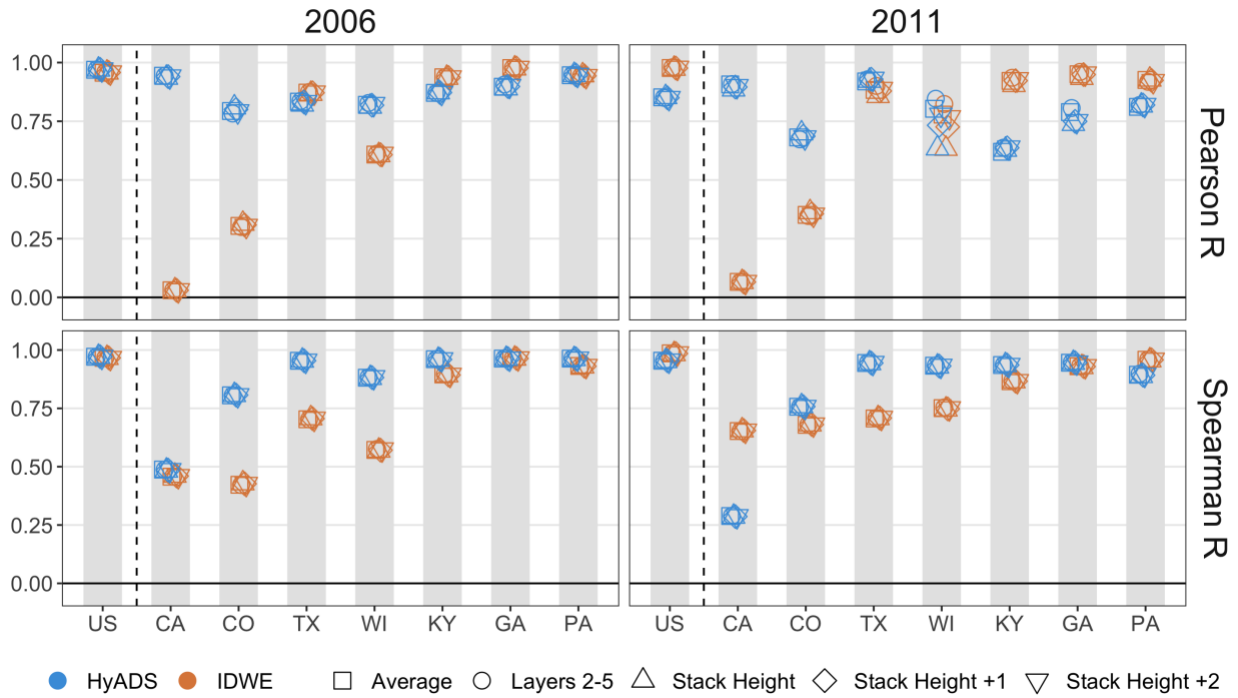 2006 2011
1.00
0.75
0.50
0.25
0.00
Pearson R
1.00
0.75
0.50
0.25
0.00
Spearman R
US CA CO TX WI KY GA PA US CA CO TX WI KY GA PA
HyADS IDWE Average Layers 2-5 Stack Height Stack Height +1 Stack Height +2